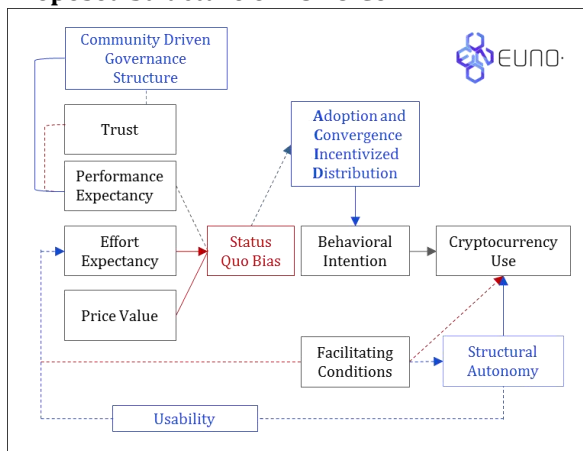 Community Driven
Governance
Structure
EUNO·
Trust
Adoption and
Convergence
Incentivized
Distribution
Performance
Expectancy
Effort
Expectancy
Status
Quo Bias
Behavioral
Intention
Cryptocurrency
Use
Price Value
Facilitating
Conditions
Structural
Autonomy
Usability